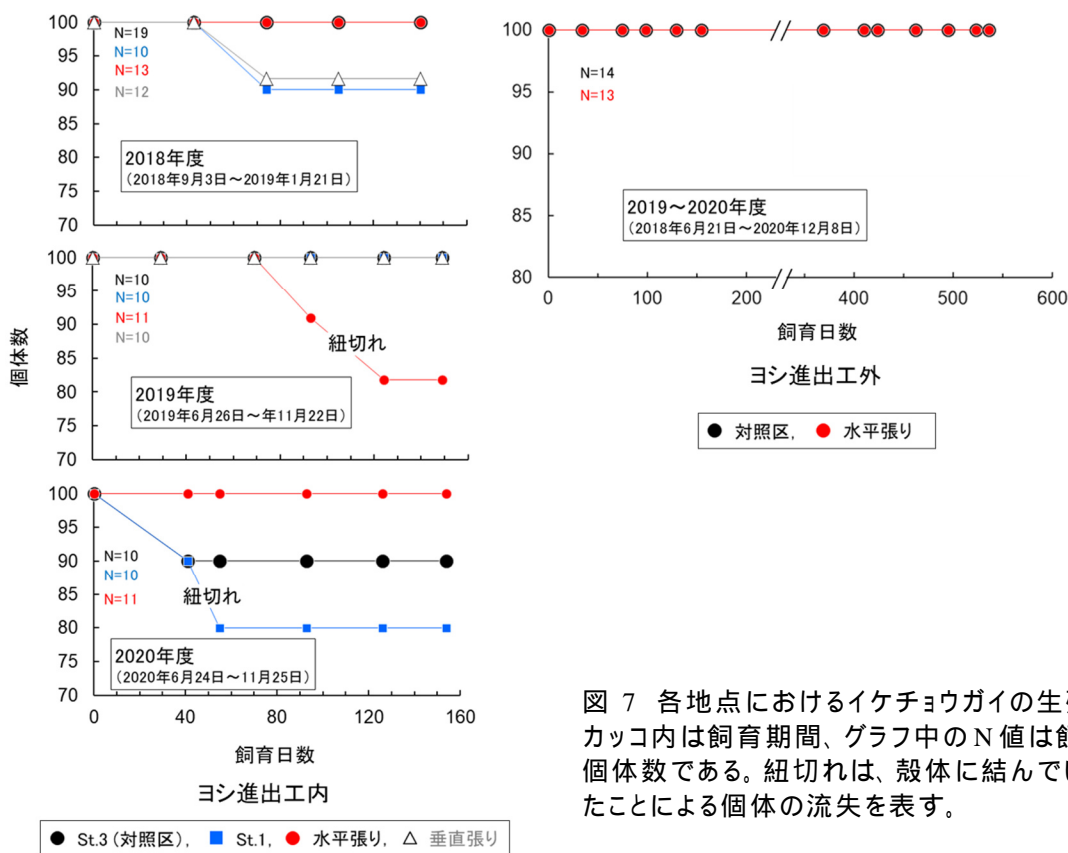 100
95
90
85
80
75
70
N=19
N=10
N=13
N=12
2018年度
(2018年9月3日～2019年1月21日)
0
40
80
120
160
100
95
90
85
80
75
70
N=10
N=10
N=11
N=10
紐切れ
2019年度
(2019年6月26日～年11月22日)
個体数
100
95
90
85
80
75
70
N=10
N=10
N=11
紐切れ
2020年度
(2020年6月24日～11月25日)
0
40
80
120
160
飼育日数
ヨシ進出工内
St.3(対照区), St.1, 水平張り, 垂直張り
100
95
90
85
80
N=14
N=13
2019～2020年度
(2018年6月21日～2020年12月8日)
0
100
200
400
500
600
飼育日数
ヨシ進出工外
対照区, 水平張り
図 7 各地点におけるイケチョウガイの生
カッコ内は飼育期間、グラフ中のN値は
個体数である。紐切れは、殻体に結んで
たことによる個体の流失を表す。